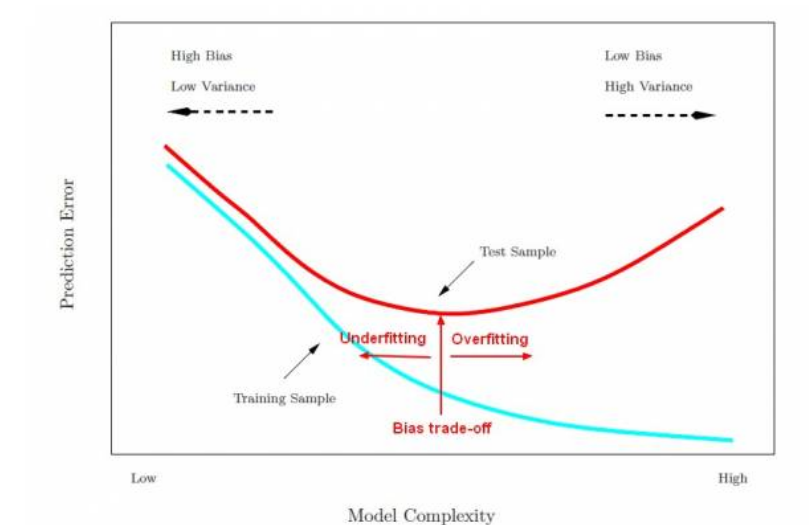 High Bias
Low Variance
Low Bias
High Variance
Prediction Error
Test Sample
Underfitting
Overfitting
Training Sample
Bias trade-off
Low
High
Model Complexity